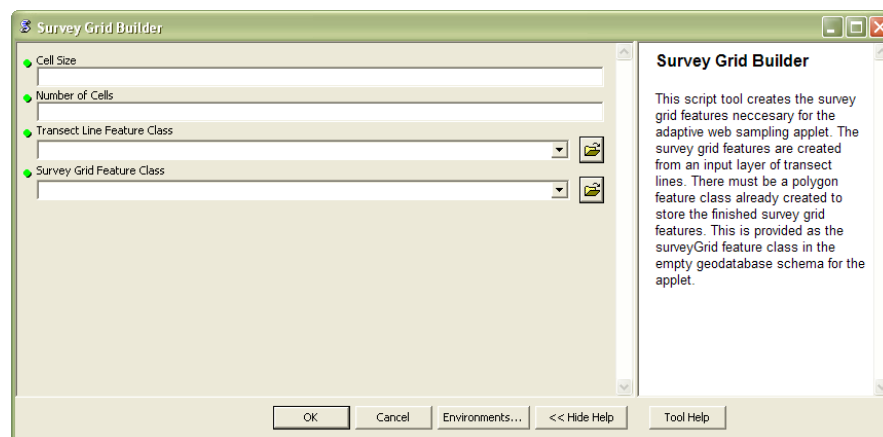 Survey Grid Builder
Cell Size
Number of Cells
Transect Line Feature Class
Survey Grid Feature Class
Survey Grid Builder
This script tool creates the survey
grid features neccesary for the
adaptive web sampling applet. The
survey grid features are created
from an input layer of transect
lines. There must be a polygon
feature class already created to
store the finished survey grid
features. This is provided as the
surveyGrid feature class in the
empty geodatabase schema for the
applet.
OK Cancel Environments... << Hide Help Tool Help